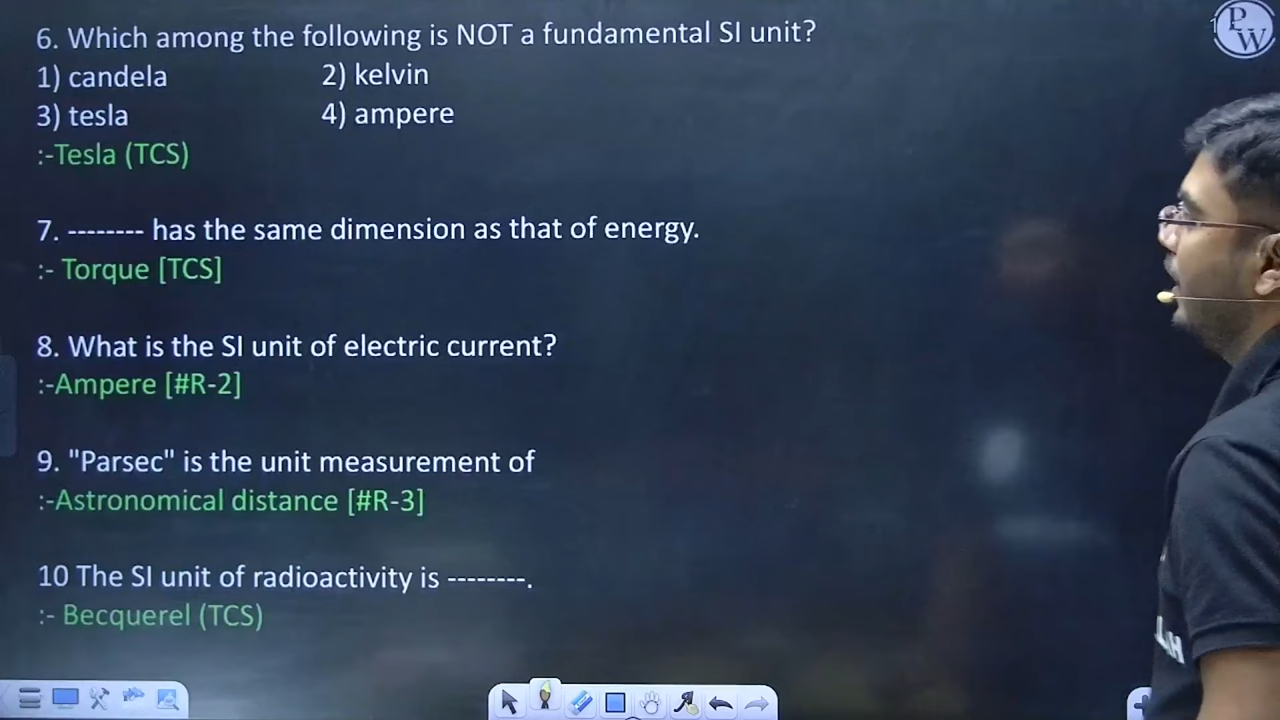 6. Which among the following is NOT a fundamental SI unit?
1) candela 2) kelvin
3) tesla 4) ampere
:-Tesla (TCS)
7. -------- has the same dimension as that of energy.
:- Torque [TCS]
8. What is the SI unit of electric current?
:-Ampere [#R-2]
9. "Parsec" is the unit measurement of
:-Astronomical distance [#R-3]
10 The SI unit of radioactivity is --------.
:- Becquerel (TCS)
P
W